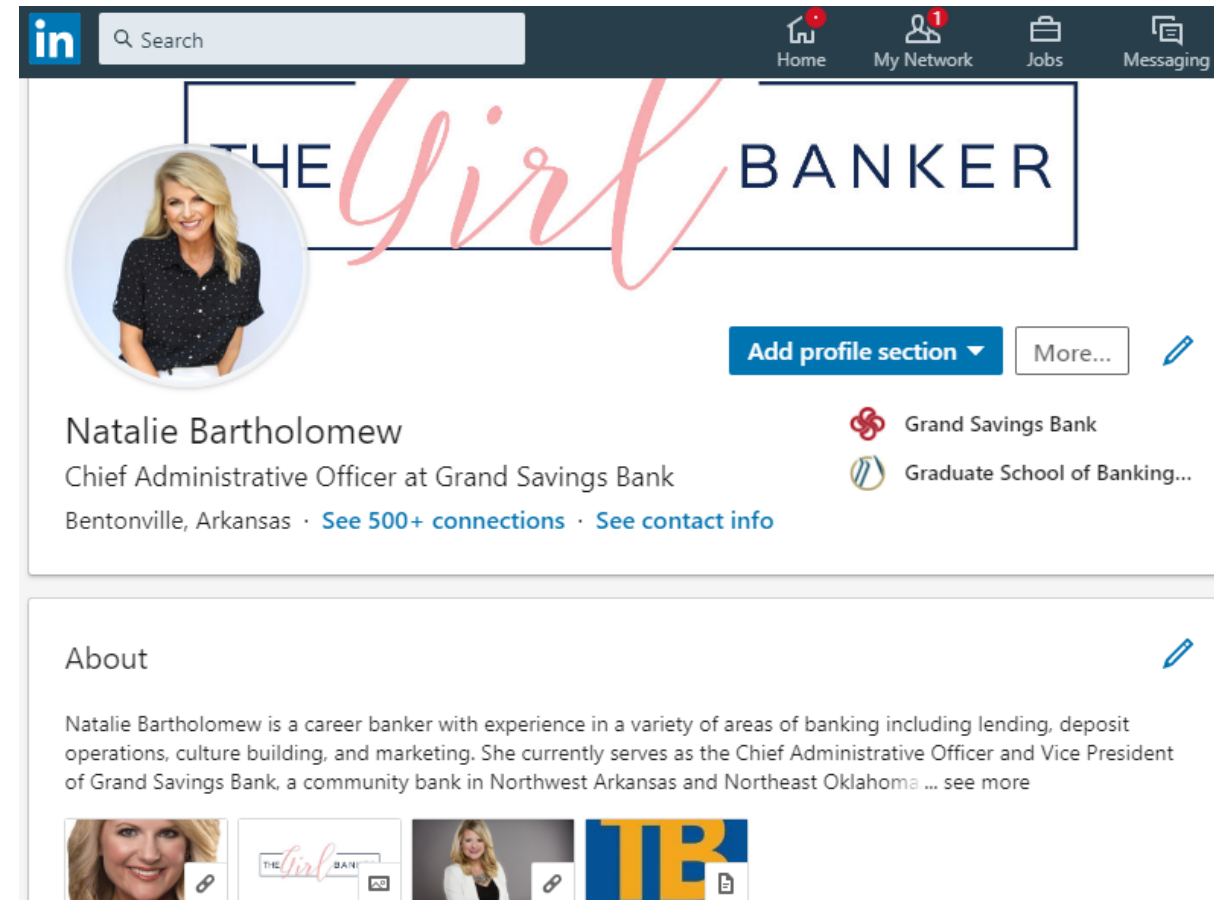 in
Search
1
Home
My Network
Jobs
Messaging
THE Girl BANKER
Add profile section
More...
Natalie Bartholomew
Grand Savings Bank
Chief Administrative Officer at Grand Savings Bank
Graduate School of Banking...
Bentonville, Arkansas · See 500+ connections · See contact info
About
Natalie Bartholomew is a career banker with experience in a variety of areas of banking including lending, deposit
operations, culture building, and marketing. She currently serves as the Chief Administrative Officer and Vice President
of Grand Savings Bank, a community bank in Northwest Arkansas and Northeast Oklahoma ... see more
THE Girl BANKER
TB